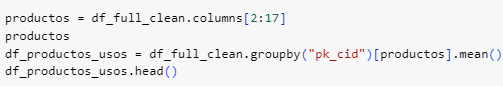 productos = df_full_clean.columns[2:17]
productos
df_productos_usos = df_full_clean.groupby("pk_cid")[productos].mean()
df_productos_usos.head()